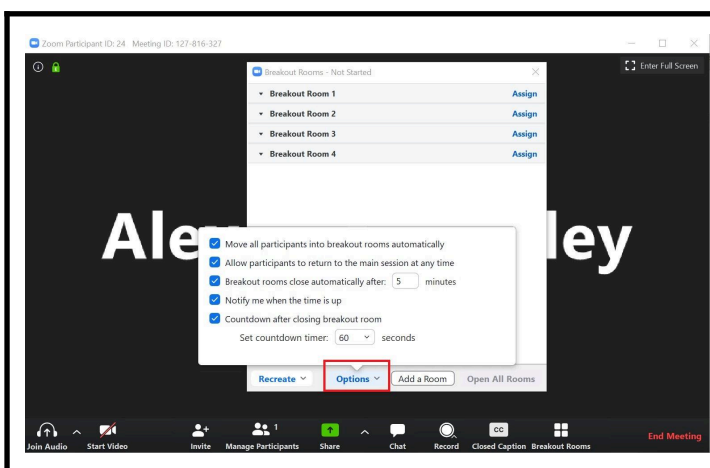 Zoom Participant ID: 24 Meeting ID: 127-816-327
Enter Full Screen
Breakout Rooms - Not Started
Breakout Room 1 Assign
Breakout Room 2 Assign
Breakout Room 3 Assign
Breakout Room 4 Assign
Move all participants into breakout rooms automatically
Allow participants to return to the main session at any time
Breakout rooms close automatically after: 5 minutes
Notify me when the time is up
Countdown after closing breakout room
Set countdown timer: 60 seconds
Recreate Options Add a Room Open All Rooms
1
Join Audio Start Video Invite Manage Participants Share Chat Record CC Closed Caption Breakout Rooms End Meeting